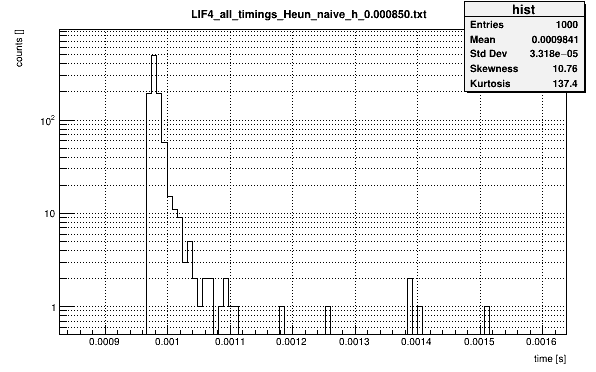 LIF4_all_timings_Heun_naive_h_0.000850.txt
hist
Entries 1000
Mean 0.0009841
Std Dev 3.318e−05
Skewness 10.76
Kurtosis 137.4
counts []
10²
10
1
0.0009 0.001 0.0011 0.0012 0.0013 0.0014 0.0015 0.0016
time [s]